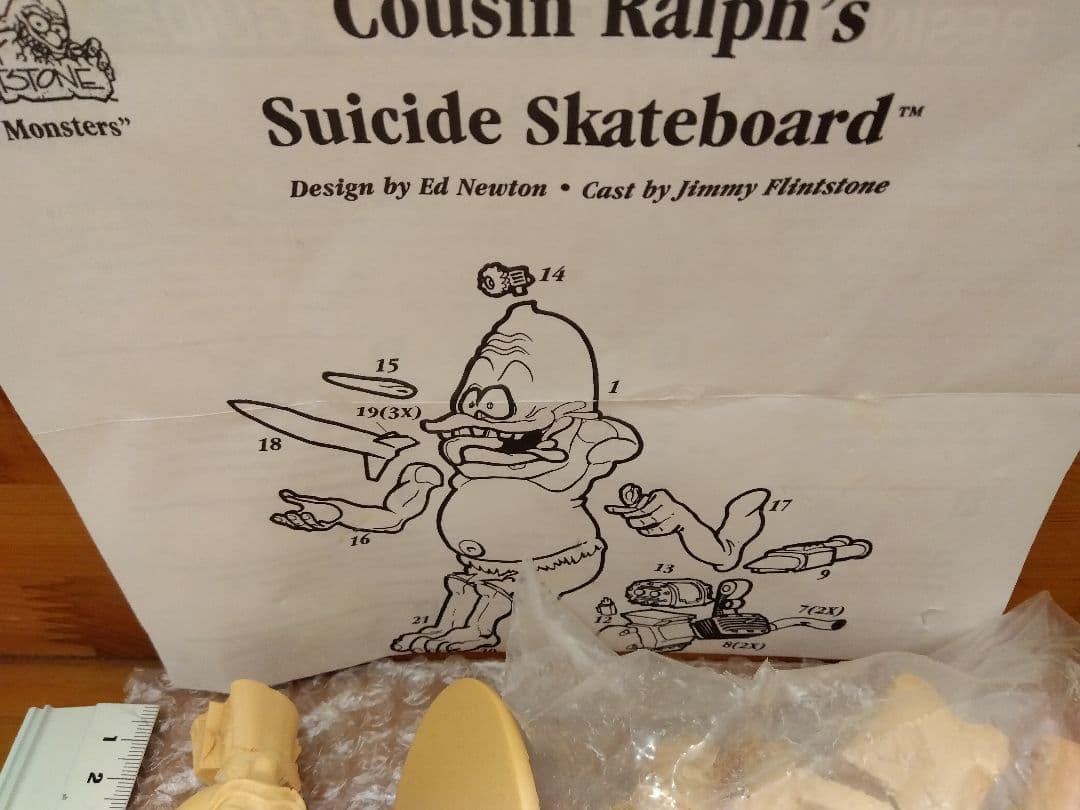 Cousin Ralph's
Suicide Skateboard™
STONE
Monsters"
Design by Ed Newton • Cast by Jimmy Flintstone
14
15
1
19(3X)
18
17
16
9
13
7(2X)
12
21
8(2X)
1
2